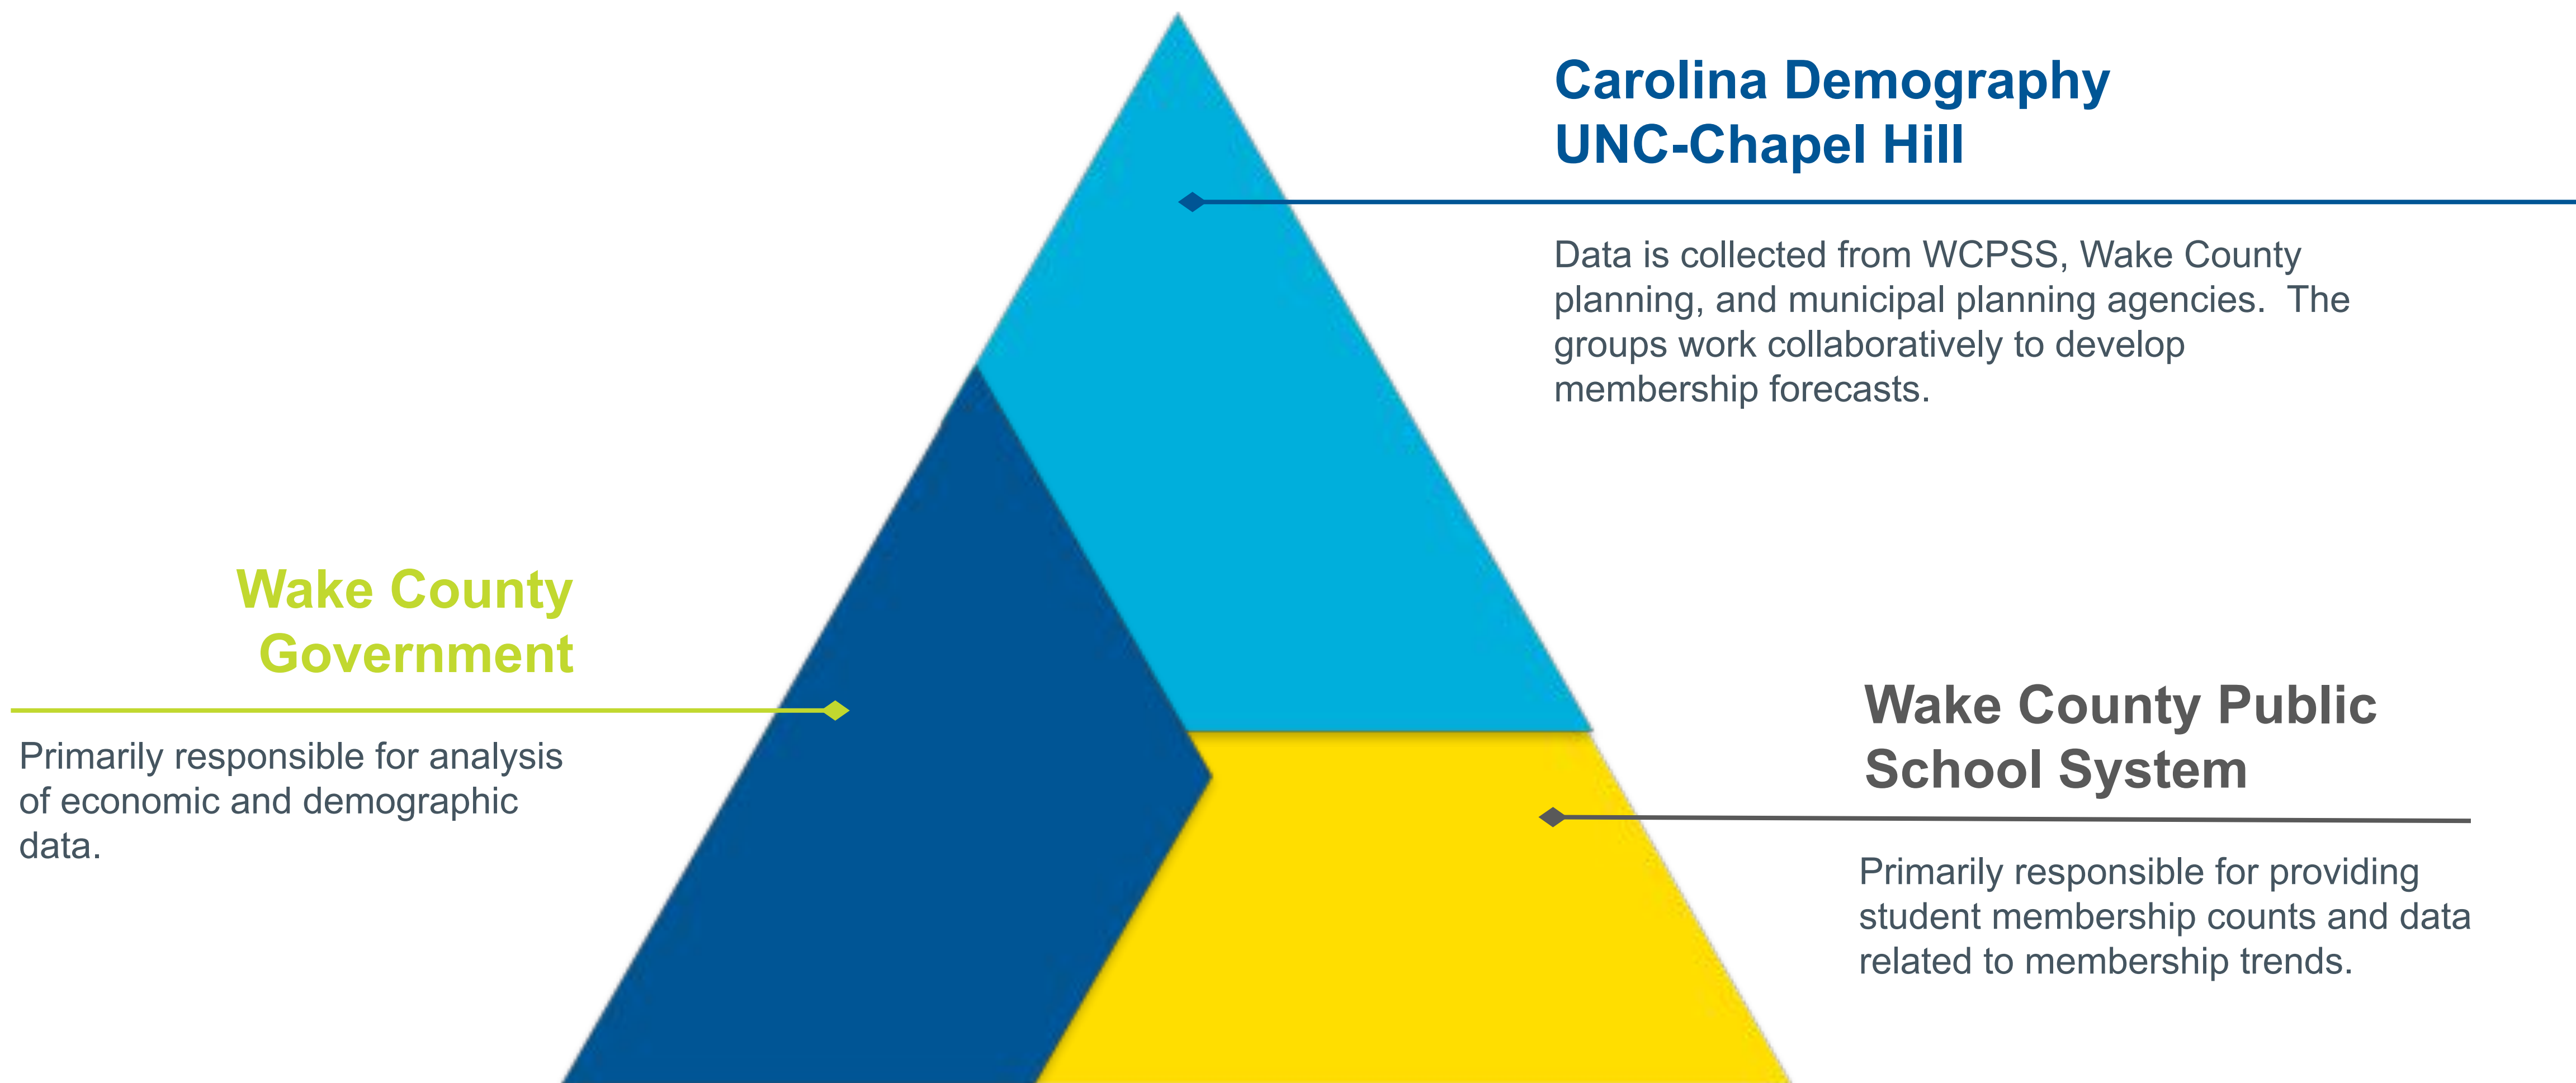 Carolina Demography
UNC-Chapel Hill
Data is collected from WCPSS, Wake County
planning, and municipal planning agencies.  The
groups work collaboratively to develop
membership forecasts.
Wake County
Government
Primarily responsible for analysis
of economic and demographic
data.
Wake County Public
School System
Primarily responsible for providing
student membership counts and data
related to membership trends.